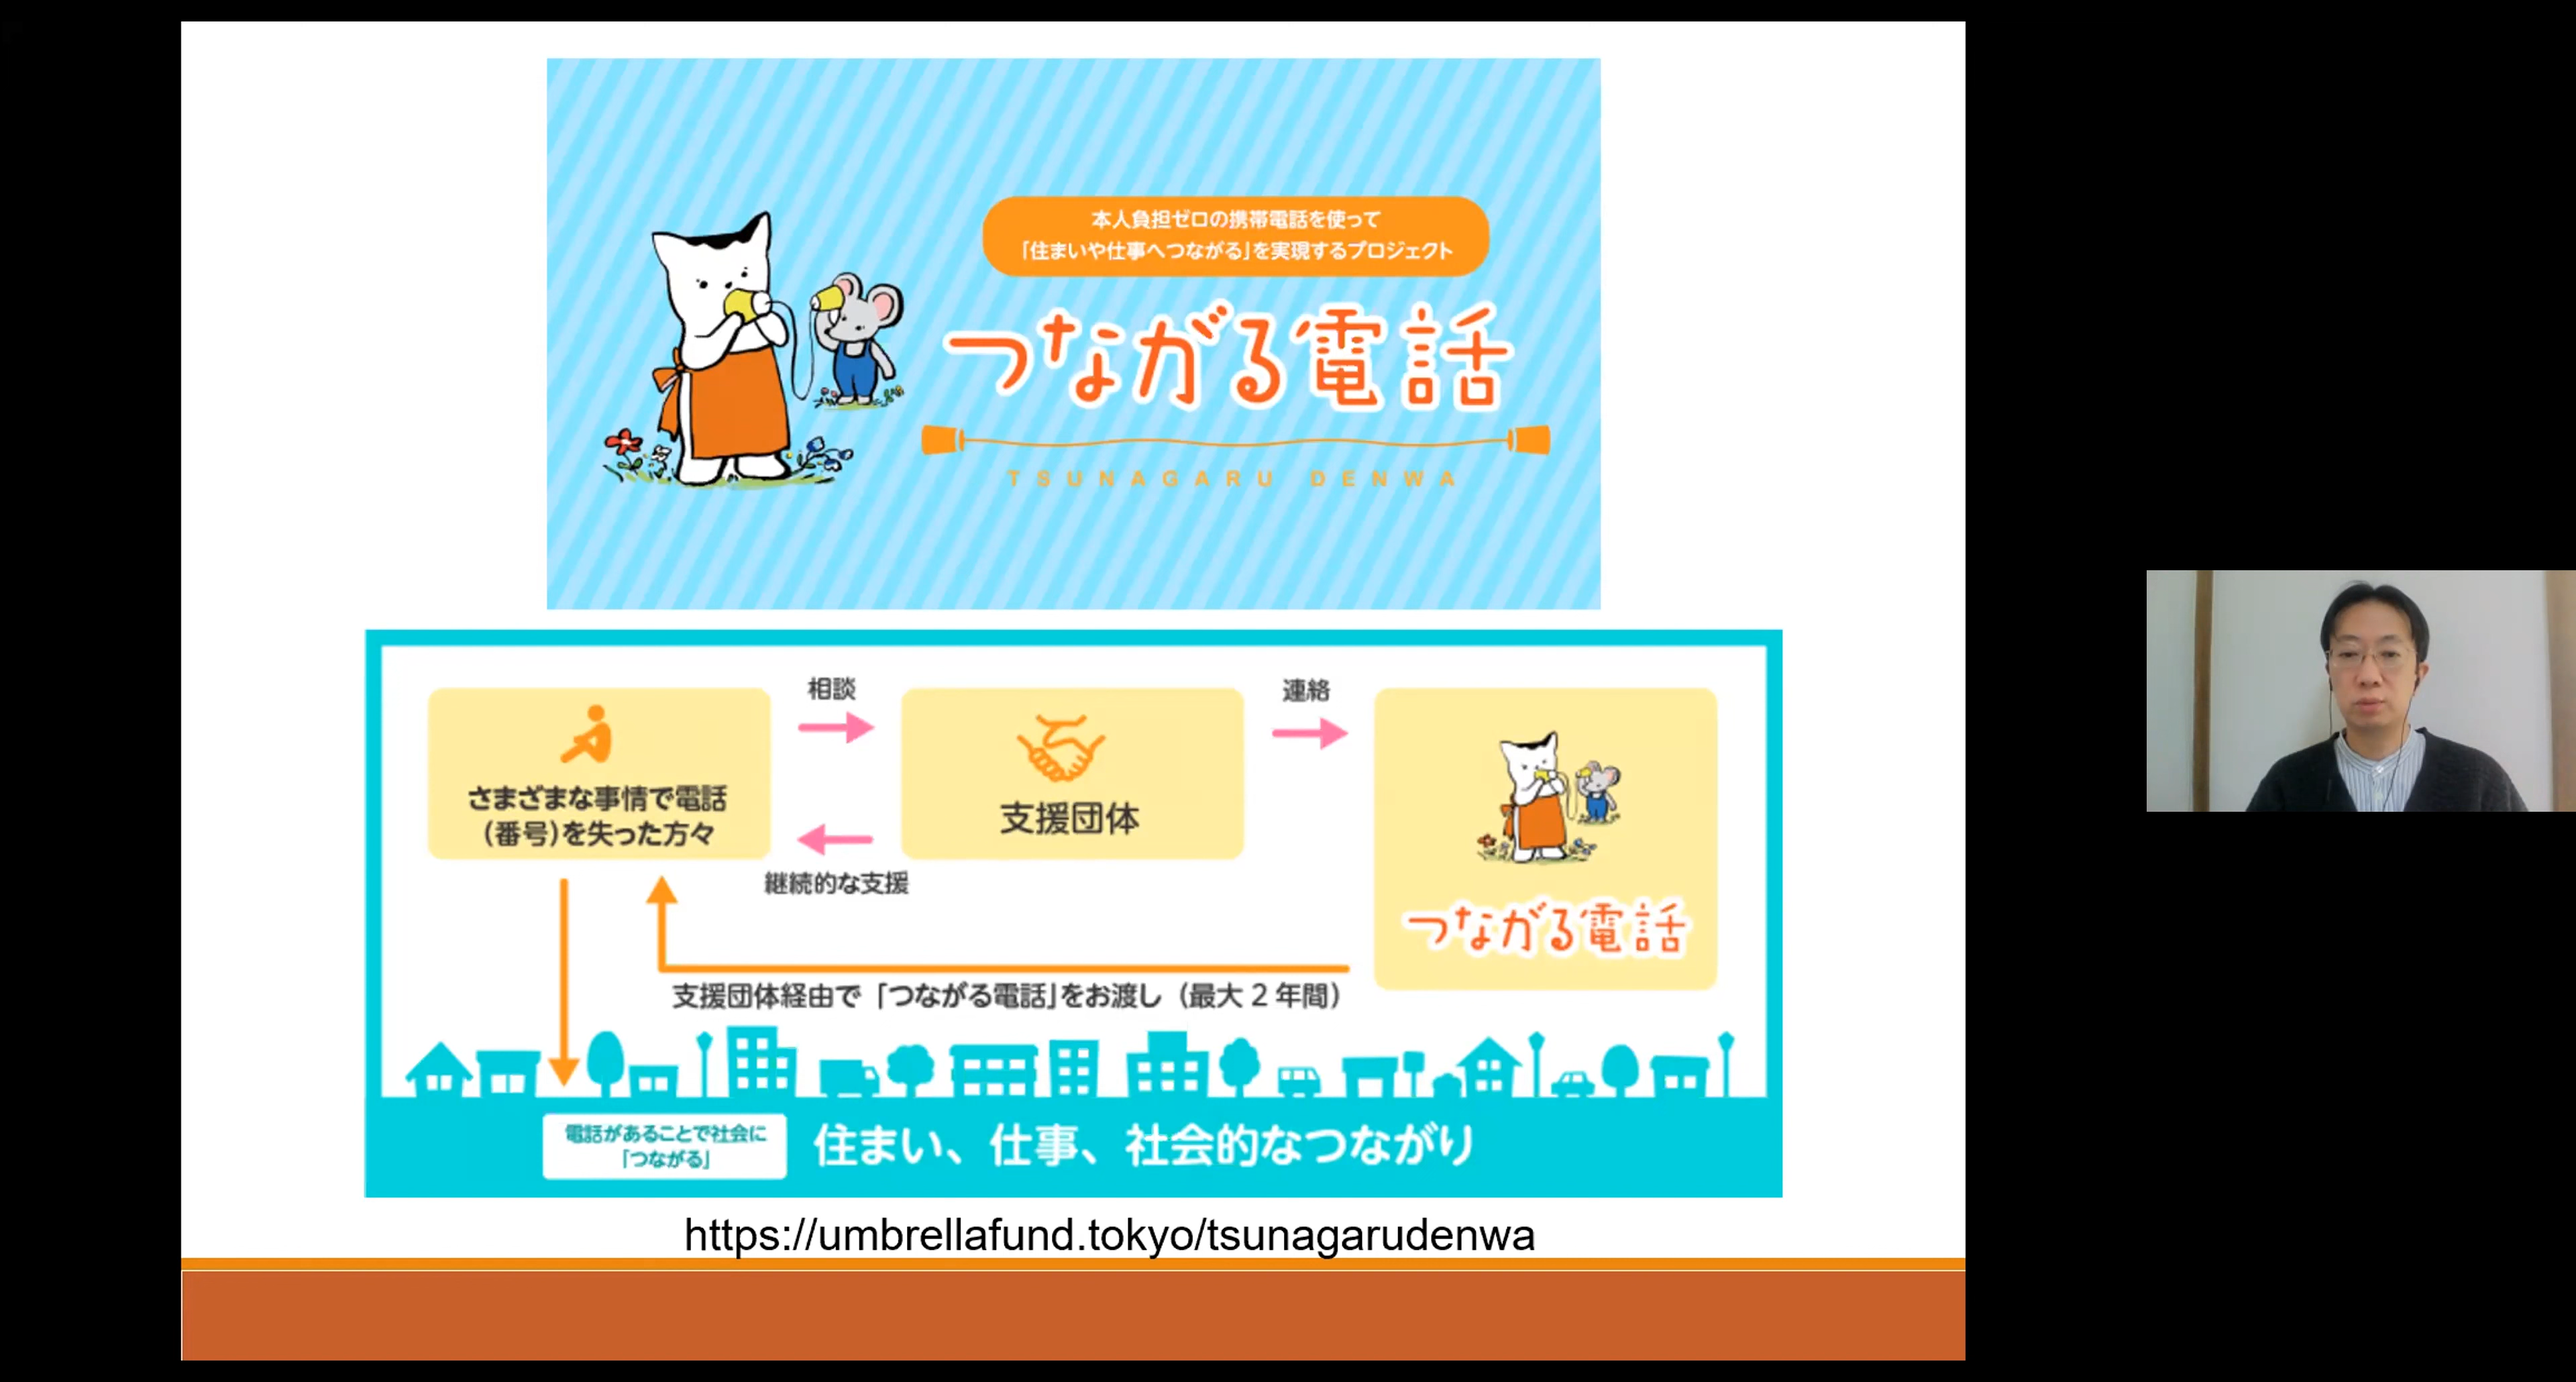 本人負担ゼロの携帯電話を使って
「住まいや仕事へつながる」を実現するプロジェクト
つながる電話
TSUNAGARU DENWA
相談
連絡
さまざまな事情で電話
（番号）を失った方々
支援団体
継続的な支援
つながる電話
支援団体経由で「つながる電話」をお渡し（最大２年間）
電話があることで社会に
「つながる」
住まい、仕事、社会的なつながり
https://umbrellafund.tokyo/tsunagarudenwa